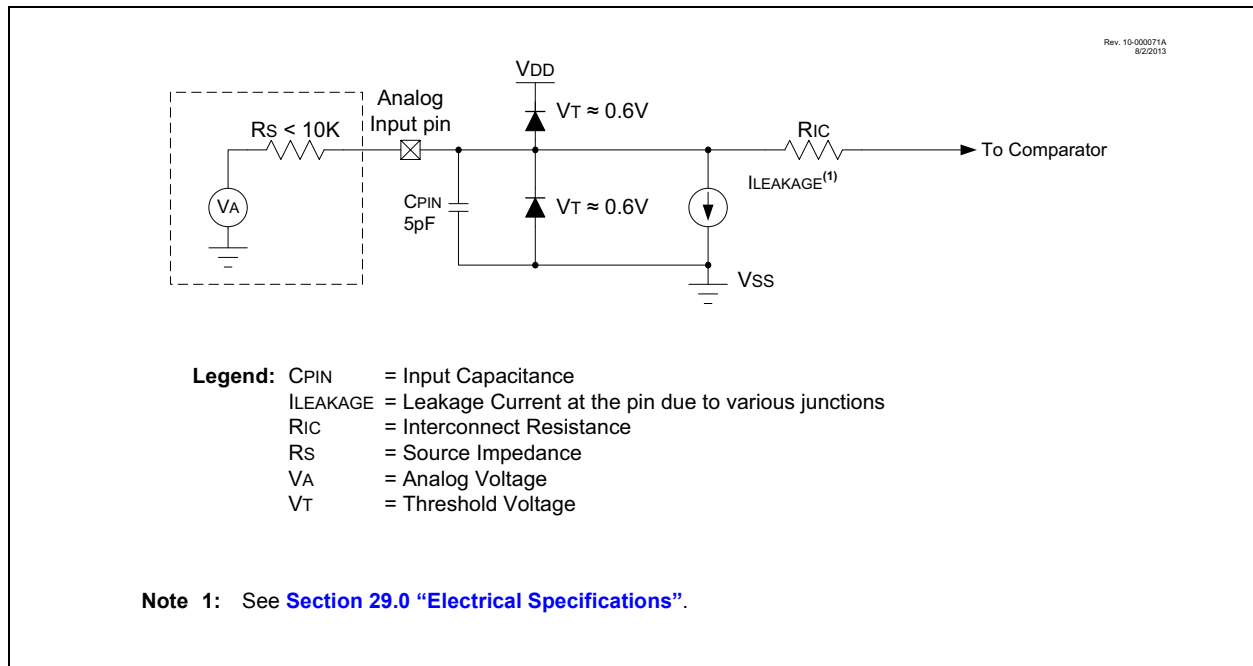 Rev. 10-000071A
8/2/2013
VDD
Analog
Input pin
VT ≈ 0.6V
RS < 10K
RIC
To Comparator
ILEAKAGE(1)
CPIN
5pF
VT ≈ 0.6V
VA
VSS
Legend: CPIN = Input Capacitance
ILEAKAGE = Leakage Current at the pin due to various junctions
RIC = Interconnect Resistance
RS = Source Impedance
VA = Analog Voltage
VT = Threshold Voltage
Note 1: See Section 29.0 “Electrical Specifications”.